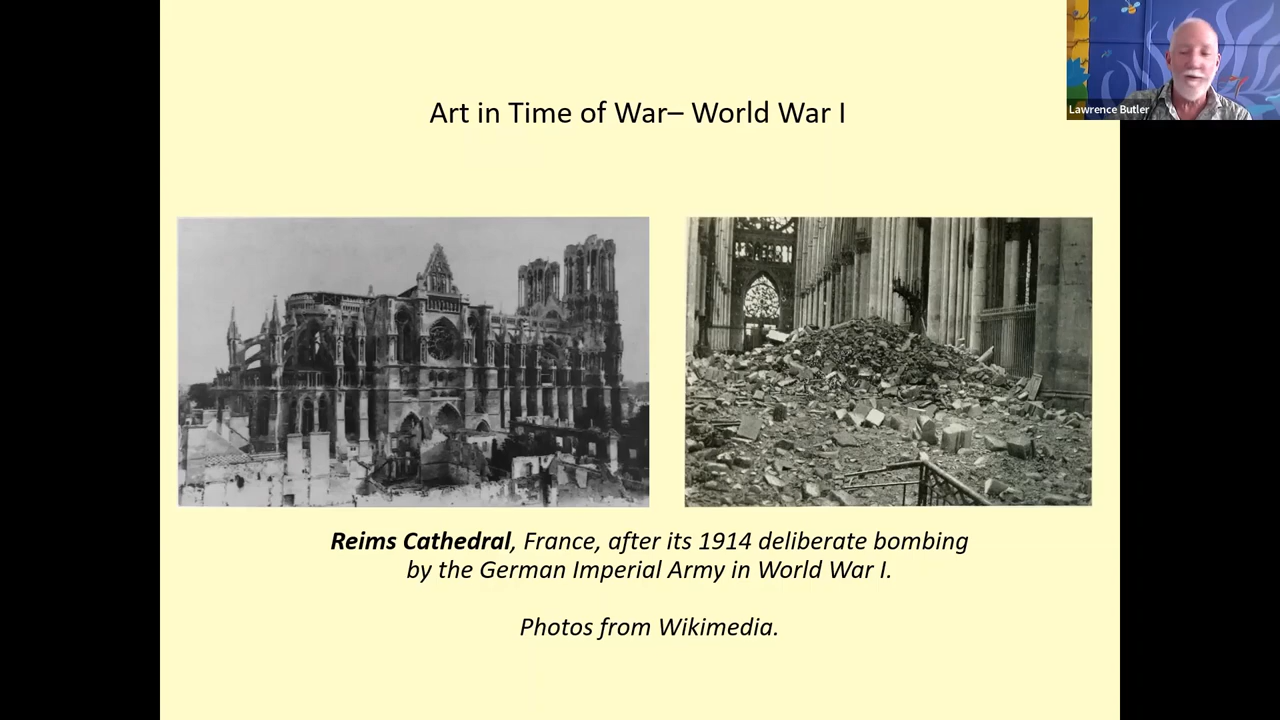 Art in Time of War– World War I
Lawrence Butler
Reims Cathedral, France, after its 1914 deliberate bombing
by the German Imperial Army in World War I.
Photos from Wikimedia.